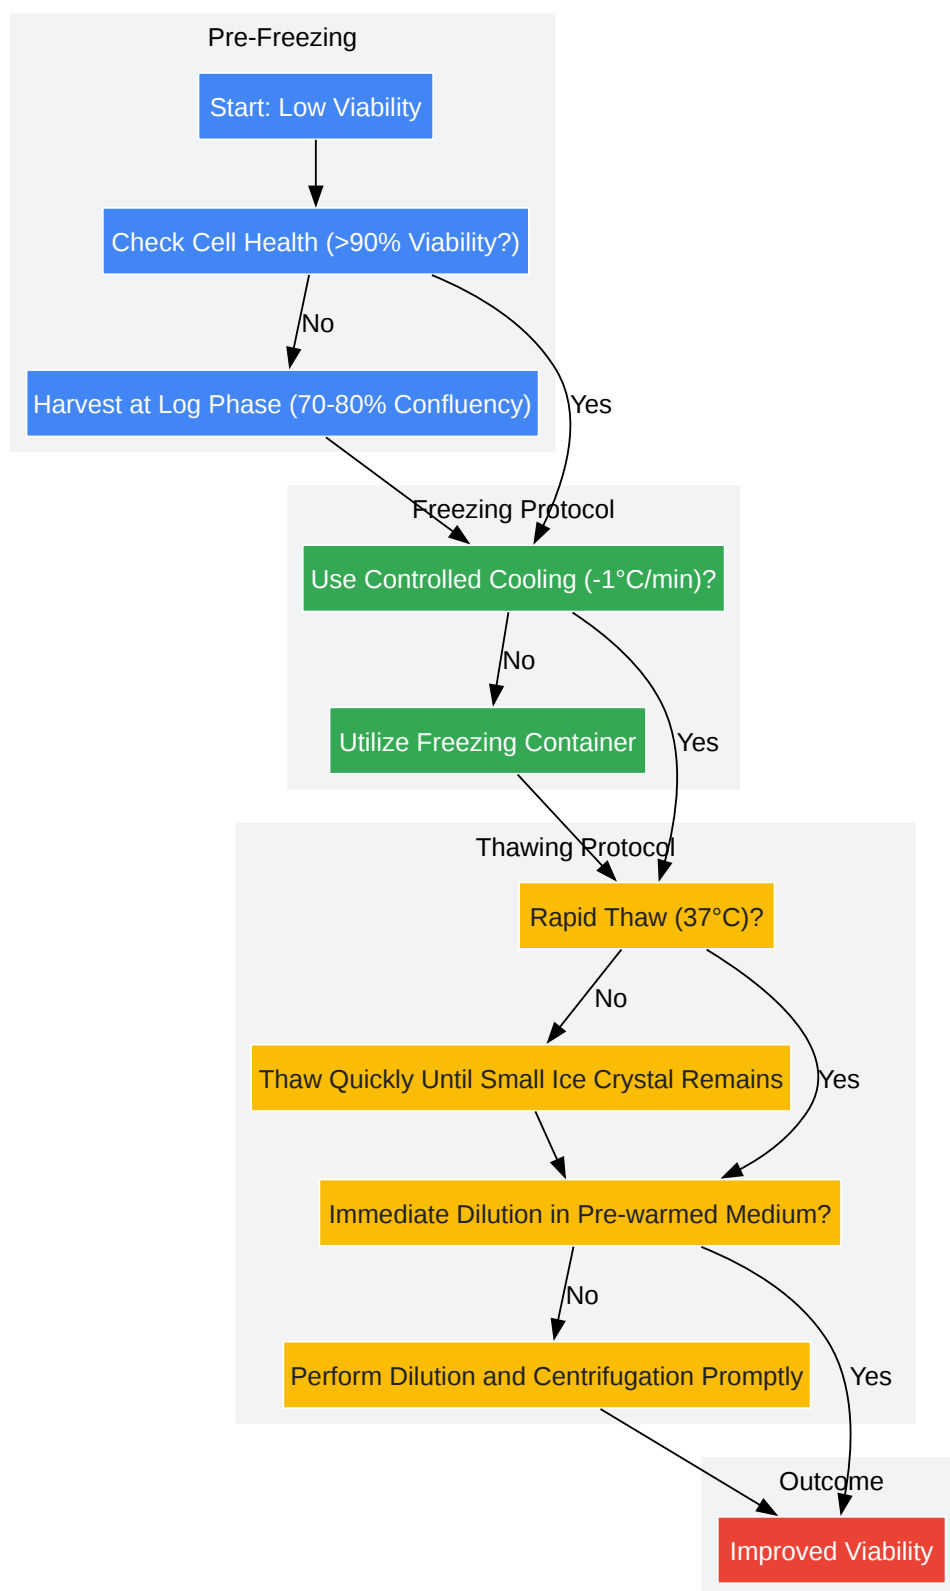 Pre-Freezing
Start: Low Viability
Check Cell Health (>90% Viability?)
No
Harvest at Log Phase (70-80% Confluency)
Yes
Freezing Protocol
Use Controlled Cooling (-1°C/min)?
No
Utilize Freezing Container
Yes
Thawing Protocol
Rapid Thaw (37°C)?
No
Thaw Quickly Until Small Ice Crystal Remains
Yes
Immediate Dilution in Pre-warmed Medium?
No
Perform Dilution and Centrifugation Promptly
Yes
Outcome
Improved Viability